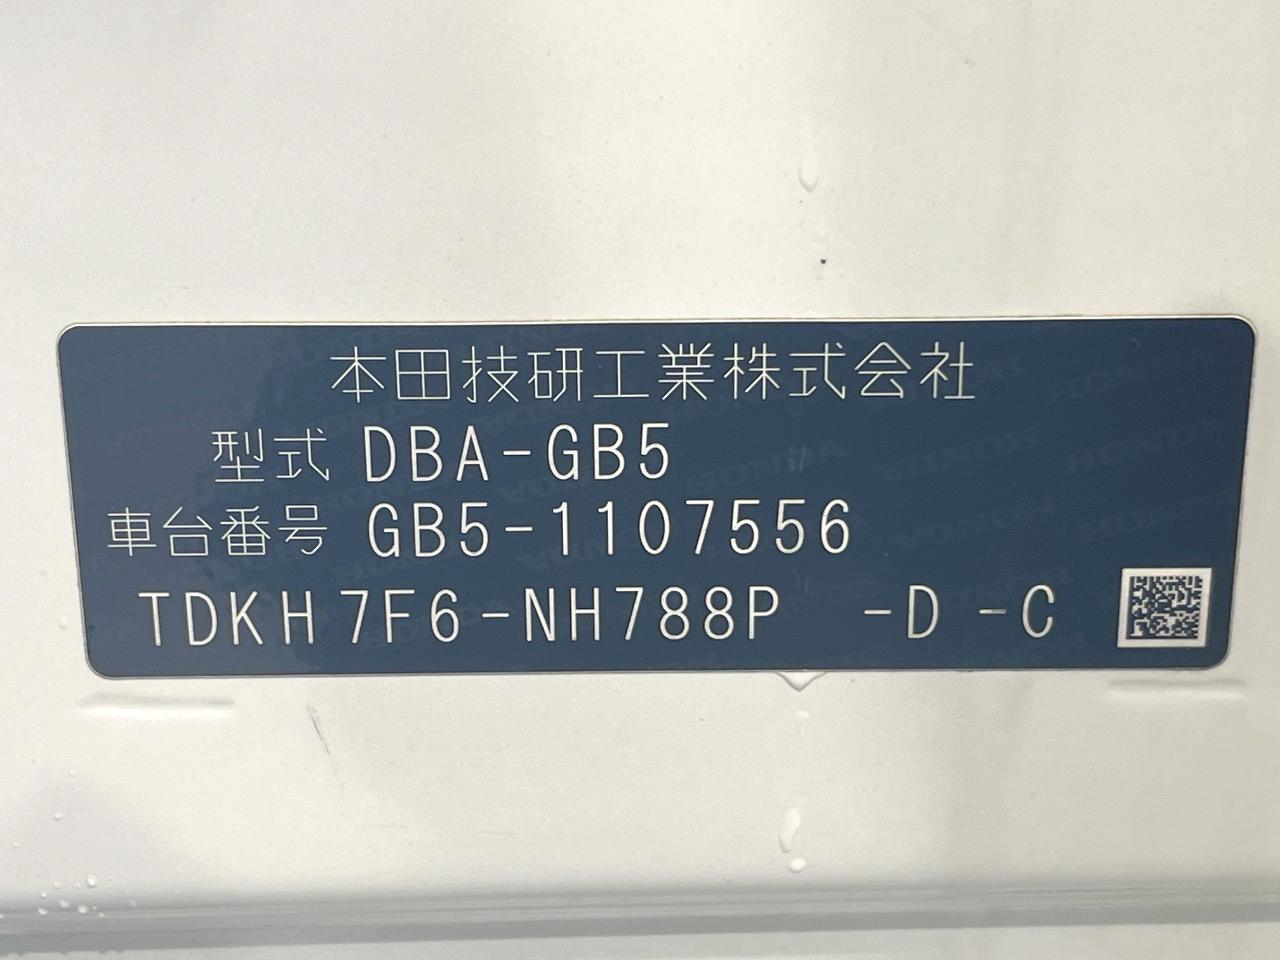 本田技研工業株式会社
型式 DBA-GB5
車台番号 GB5-1107556
TDKH7F6-NH788P -D -C